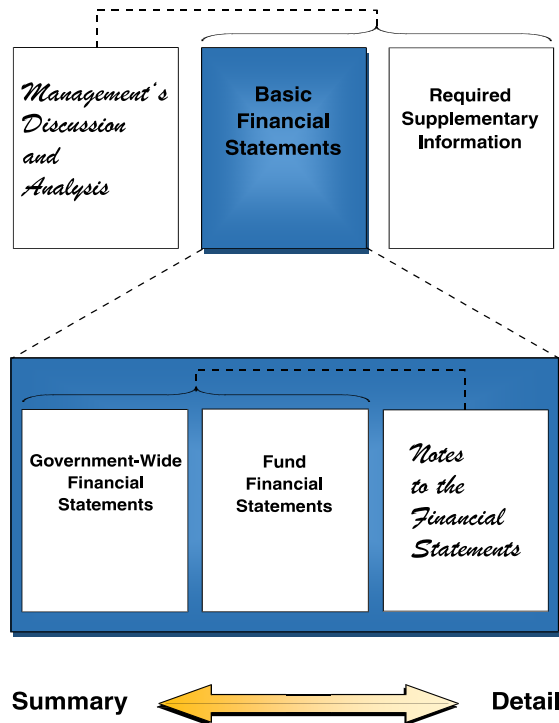 Management's
Discussion
and
Analysis
Basic
Financial
Statements
Required
Supplementary
Information
Government-Wide
Financial
Statements
Fund
Financial
Statements
Notes
to the
Financial
Statements
Summary
Detail